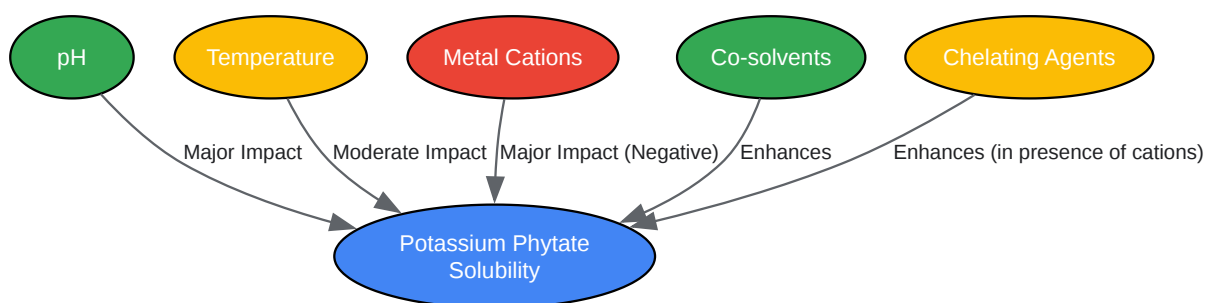 pH
Temperature
Metal Cations
Co-solvents
Chelating Agents
Major Impact
Moderate Impact
Major Impact (Negative)
Enhances
Enhances (in presence of cations)
Potassium Phytate
Solubility